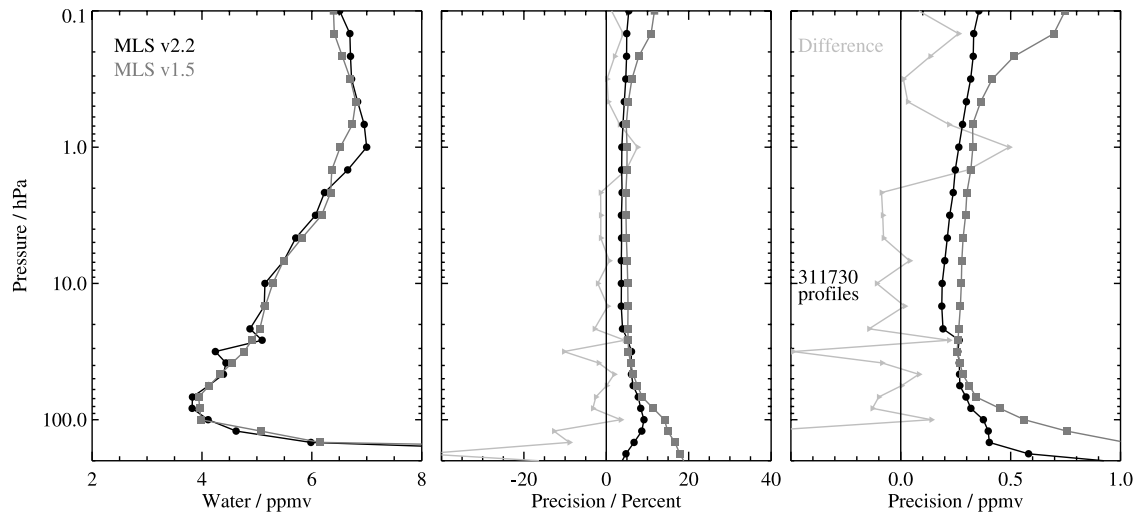 0.1
MLS v2.2
Difference
MLS v1.5
1.0
Pressure / hPa
10.0
311730
profiles
100.0
2 4 6 8 -20 0 20 40 0.0 0.5 1.0
Water / ppmv Precision / Percent Precision / ppmv